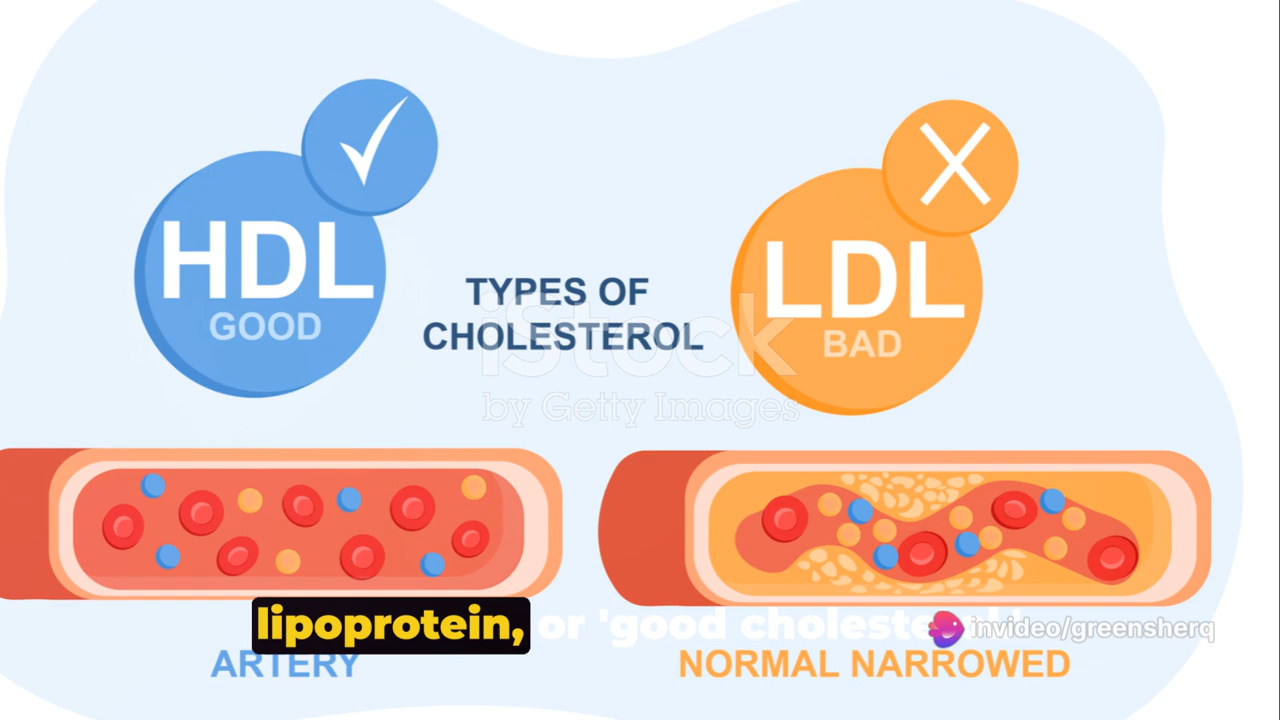 HDL
GOOD
TYPES OF
CHOLESTEROL
LDL
BAD
iStock
by Getty Images
lipoprotein, or 'good
invideo/greensherq
ARTERY
NORMAL NARROWED